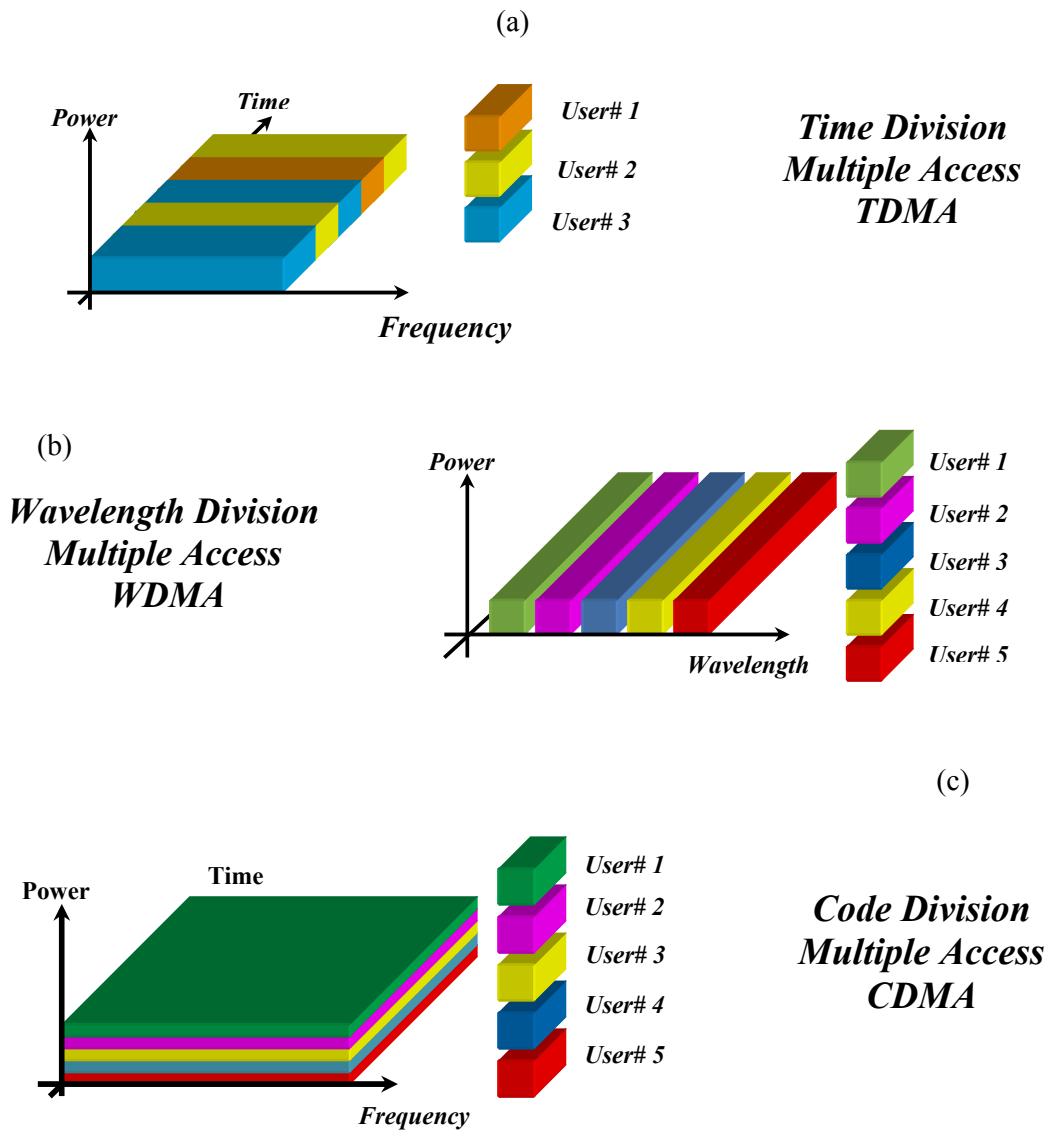 (a)
Time
Power
User# 1
User# 2
User# 3
Time Division
Multiple Access
TDMA
Frequency
(b)
Wavelength Division
Multiple Access
WDMA
Power
User# 1
User# 2
User# 3
User# 4
User# 5
Wavelength
(c)
Power
Time
User# 1
User# 2
User# 3
User# 4
User# 5
Code Division
Multiple Access
CDMA
Frequency